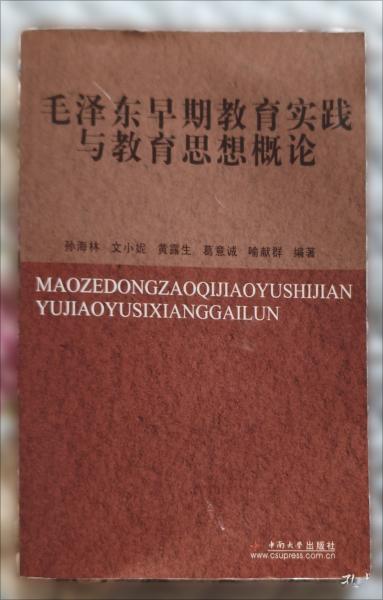 毛泽东早期教育实践
与教育思想概论
孙海林 文小妮 黄露生 葛意诚 喻献群 编著
MAOZEDONGZAOQIJIAOYUSHIJIAN
YUJIAOYUSIXIANGGAILUN
中南大学出版社
www.csupress.com.cn